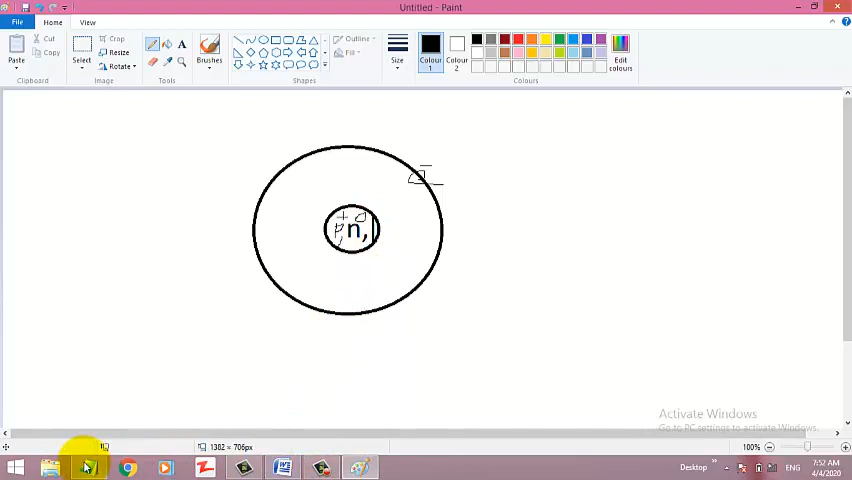 Untitled - Paint
File
Home
View
Paste
Cut
Copy
Clipboard
Select
Crop
Resize
Rotate
Image
A
Tools
Brushes
Outline
Fill
Shapes
Size
Colour 1
Colour 2
Edit colours
Colours
e-
p+, n0,
Activate Windows
Go to PC settings to activate Windows.
1382 × 706px
100%
Desktop
ENG
7:52 AM
4/4/2020